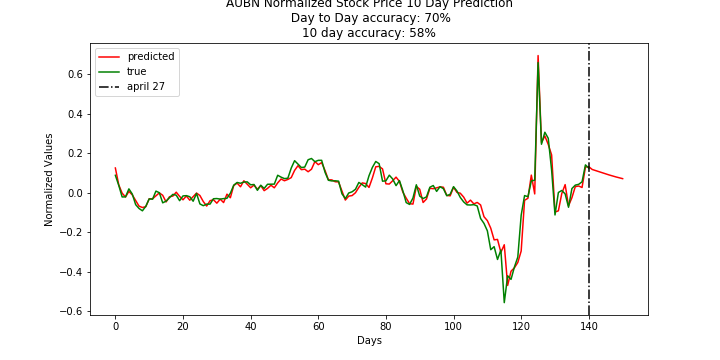 AUBN Normalized Stock Price 10 Day Prediction
Day to Day accuracy: 70%
10 day accuracy: 58%
predicted
true
april 27
0.6
0.4
0.2
0.0
−0.2
−0.4
−0.6
Normalized Values
0 20 40 60 80 100 120 140
Days